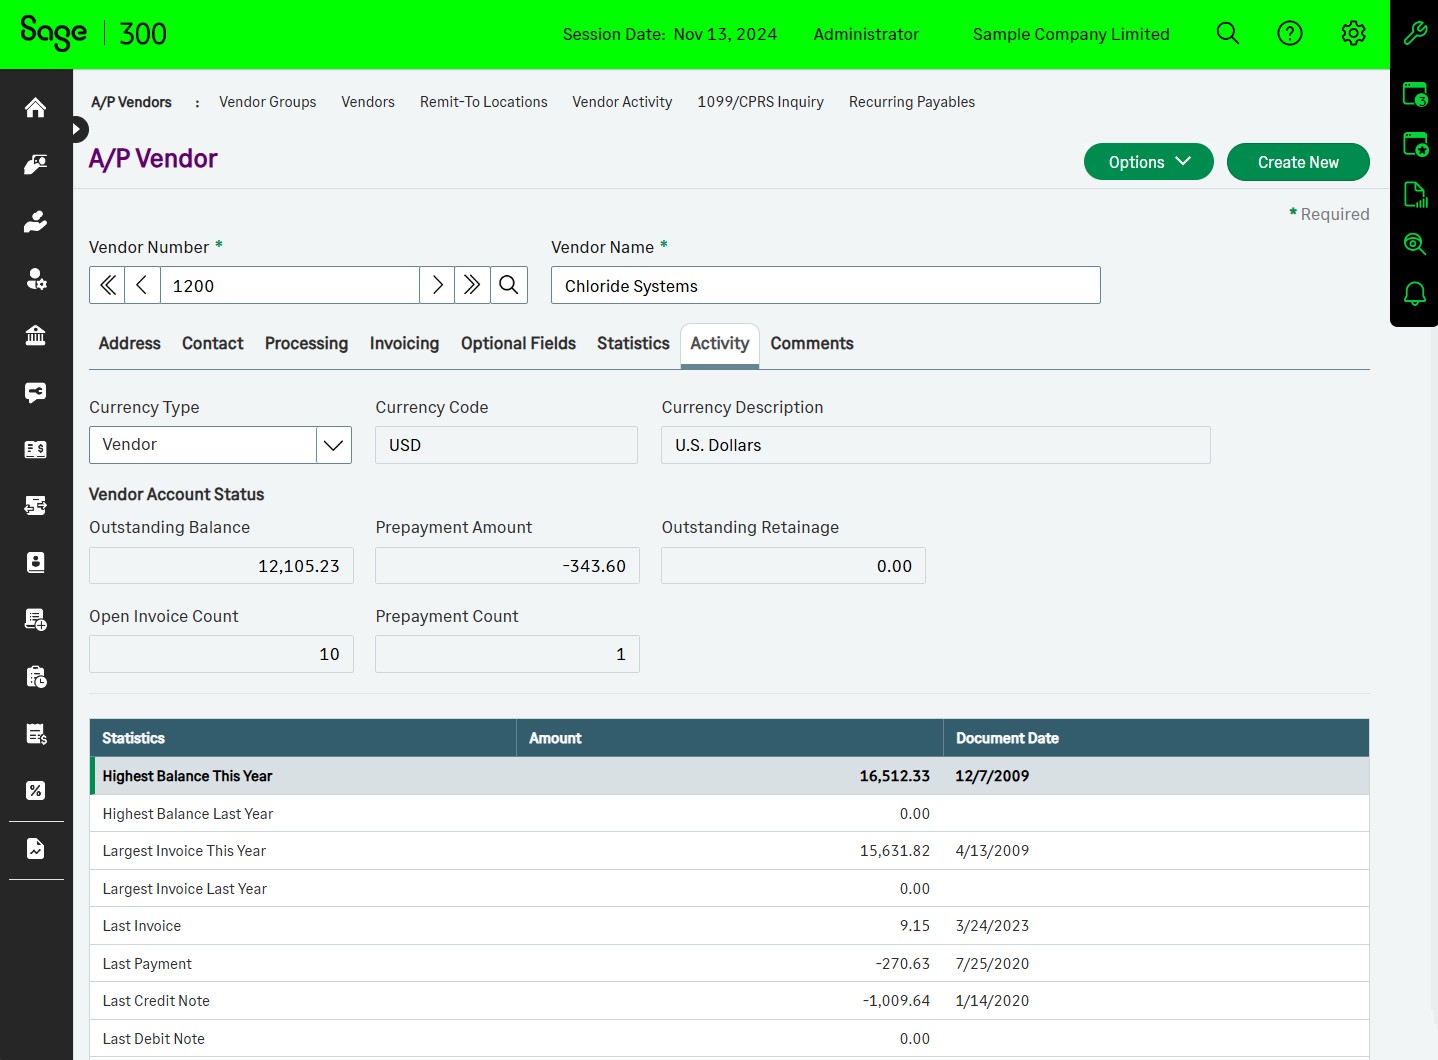 Sage 300
Session Date: Nov 13, 2024 Administrator Sample Company Limited
3
A/P Vendors : Vendor Groups Vendors Remit-To Locations Vendor Activity 1099/CPRS Inquiry Recurring Payables
A/P Vendor
Options Create New
* Required
Vendor Number * Vendor Name *
1200 Chloride Systems
Address Contact Processing Invoicing Optional Fields Statistics Activity Comments
Currency Type Currency Code Currency Description
Vendor USD U.S. Dollars
Vendor Account Status
Outstanding Balance Prepayment Amount Outstanding Retainage
12,105.23 -343.60 0.00
Open Invoice Count Prepayment Count
10 1
Statistics Amount Document Date
Highest Balance This Year 16,512.33 12/7/2009
Highest Balance Last Year 0.00
Largest Invoice This Year 15,631.82 4/13/2009
Largest Invoice Last Year 0.00
Last Invoice 9.15 3/24/2023
Last Payment -270.63 7/25/2020
Last Credit Note -1,009.64 1/14/2020
Last Debit Note 0.00